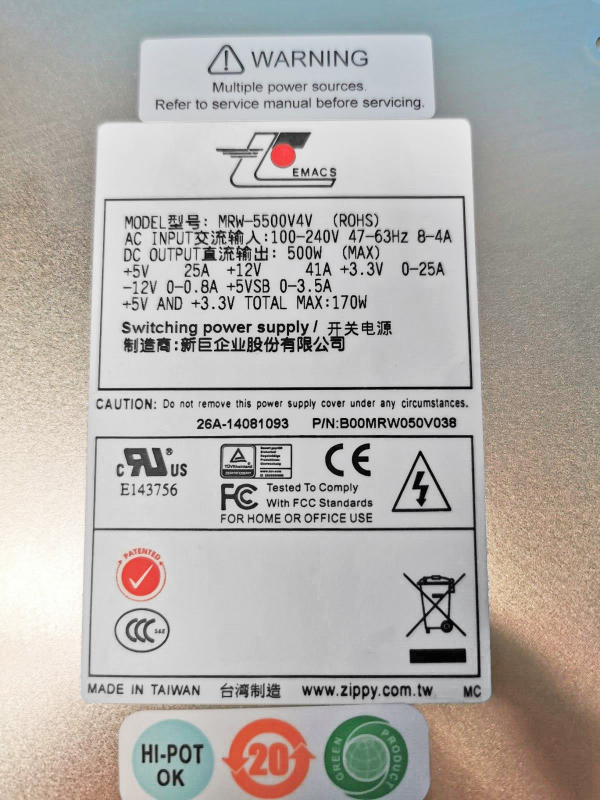 WARNING
Multiple power sources.
Refer to service manual before servicing.
EMACS
MODEL型号: MRW-5500V4V (ROHS)
AC INPUT交流输入:100-240V 47-63Hz 8-4A
DC OUTPUT直流输出: 500W (MAX)
+5V 25A +12V 41A +3.3V 0-25A
-12V 0-0.8A +5VSB 0-3.5A
+5V AND +3.3V TOTAL MAX:170W
Switching power supply / 开关电源
制造商:新巨企业股份有限公司
CAUTION: Do not remove this power supply cover under any circumstances.
26A-14081093 P/N:B00MRW050V038
c RU US
E143756
TÜVRheinland
CE
FC Tested To Comply
With FCC Standards
FOR HOME OR OFFICE USE
PATENTED
CCC S&E
MADE IN TAIWAN 台湾制造 www.zippy.com.tw MC
HI-POT
OK
20
GREEN PRODUCT